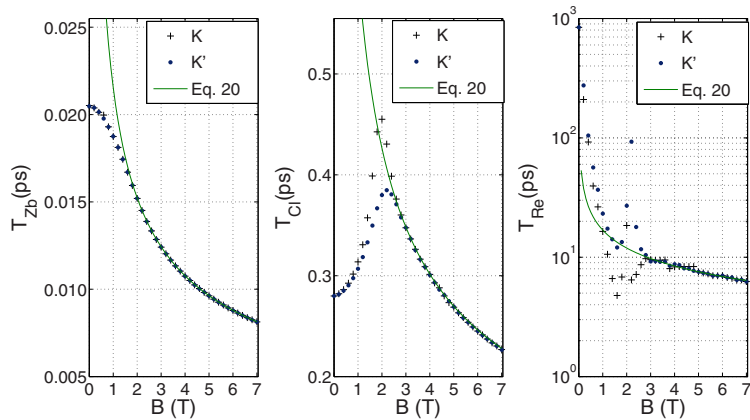 T_Zb(ps)
0.025
0.020
0.015
0.010
0.005
0 1 2 3 4 5 6 7
B (T)
+ K
• K'
Eq. 20
T_Cl(ps)
0.5
0.4
0.3
0.2
0 1 2 3 4 5 6 7
B (T)
+ K
• K'
Eq. 20
T_Re(ps)
10^3
10^2
10^1
10^0
0 1 2 3 4 5 6 7
B (T)
+ K
• K'
Eq. 20